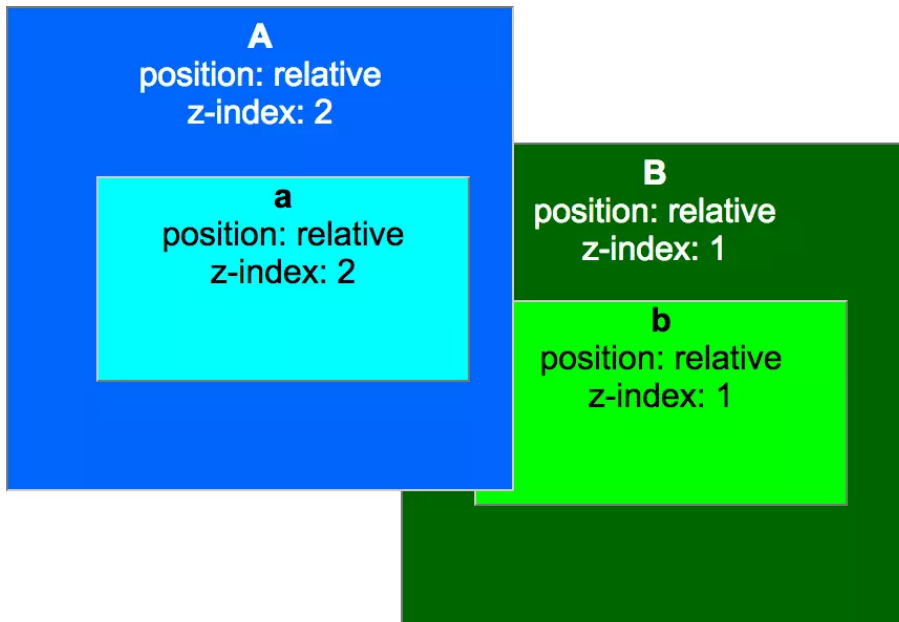 A
position: relative
z-index: 2
a
position: relative
z-index: 2
B
position: relative
z-index: 1
b
position: relative
z-index: 1